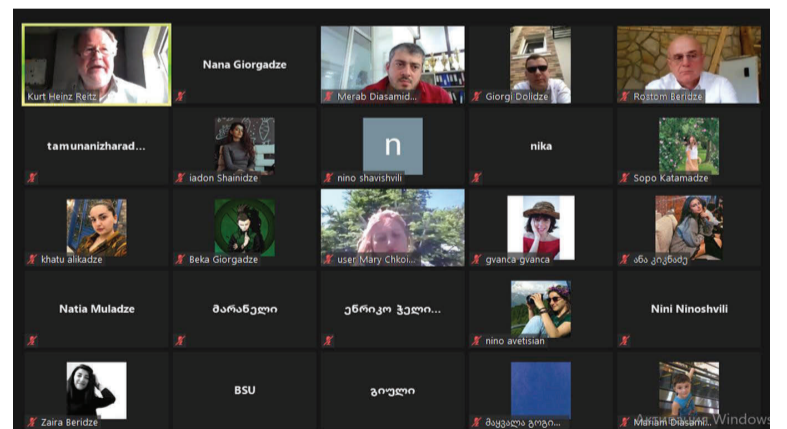 Kurt Heinz Reitz
Nana Giorgadze
Merab Diasamid...
Giorgi Dolidze
Rostom Beridze
tamunanizharad...
iadon Shainidze
n
nino shavishvili
nika
Sopo Katamadze
khatu alikadze
Beka Giorgadze
user Mary Chkoi...
gvanca gvanca
ანა კიკნაძე
Natia Muladze
მარანელი
ენრიკო ჭელი...
nino avetisian
Nini Ninoshvili
Zaira Beridze
BSU
გიული
მაყვალა გოგი...
Mariam Diasami...
Активация Windows